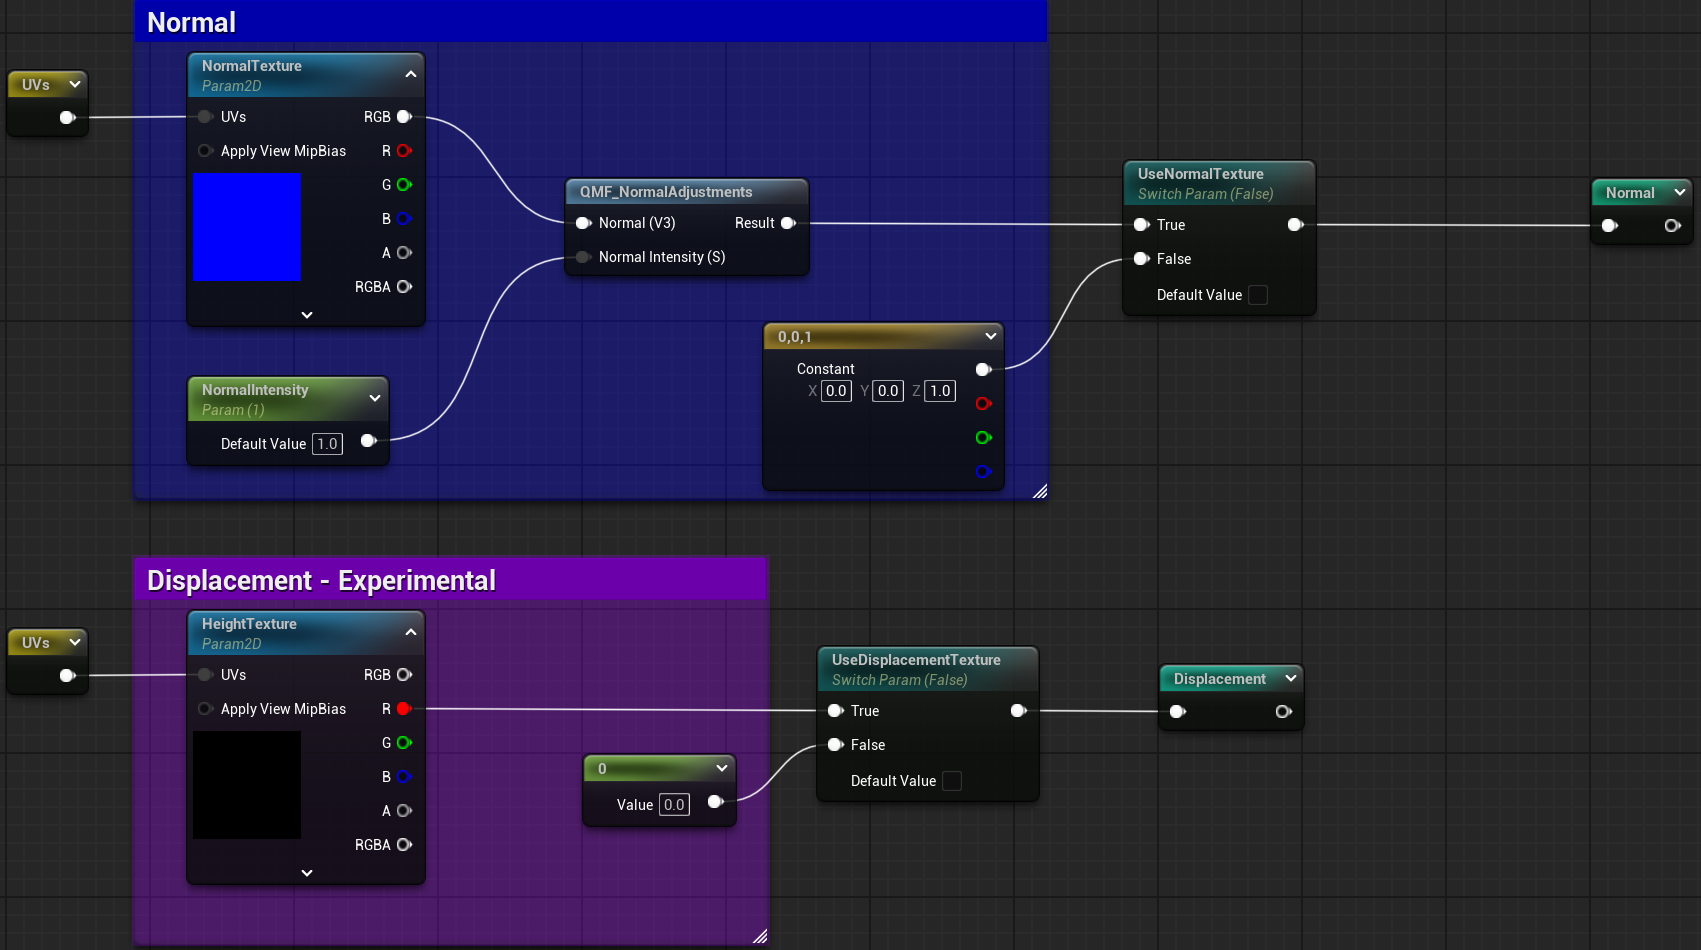 Normal
UVs
NormalTexture
Param2D
UVs RGB
Apply View MipBias R
G
B
A
RGBA
QMF_NormalAdjustments
Normal (V3) Result
Normal Intensity (S)
UseNormalTexture
Switch Param (False)
True
False
Default Value
Normal
0,0,1
Constant
X 0.0 Y 0.0 Z 1.0
NormalIntensity
Param (1)
Default Value 1.0
Displacement - Experimental
UVs
HeightTexture
Param2D
UVs RGB
Apply View MipBias R
G
B
A
RGBA
0
Value 0.0
UseDisplacementTexture
Switch Param (False)
True
False
Default Value
Displacement